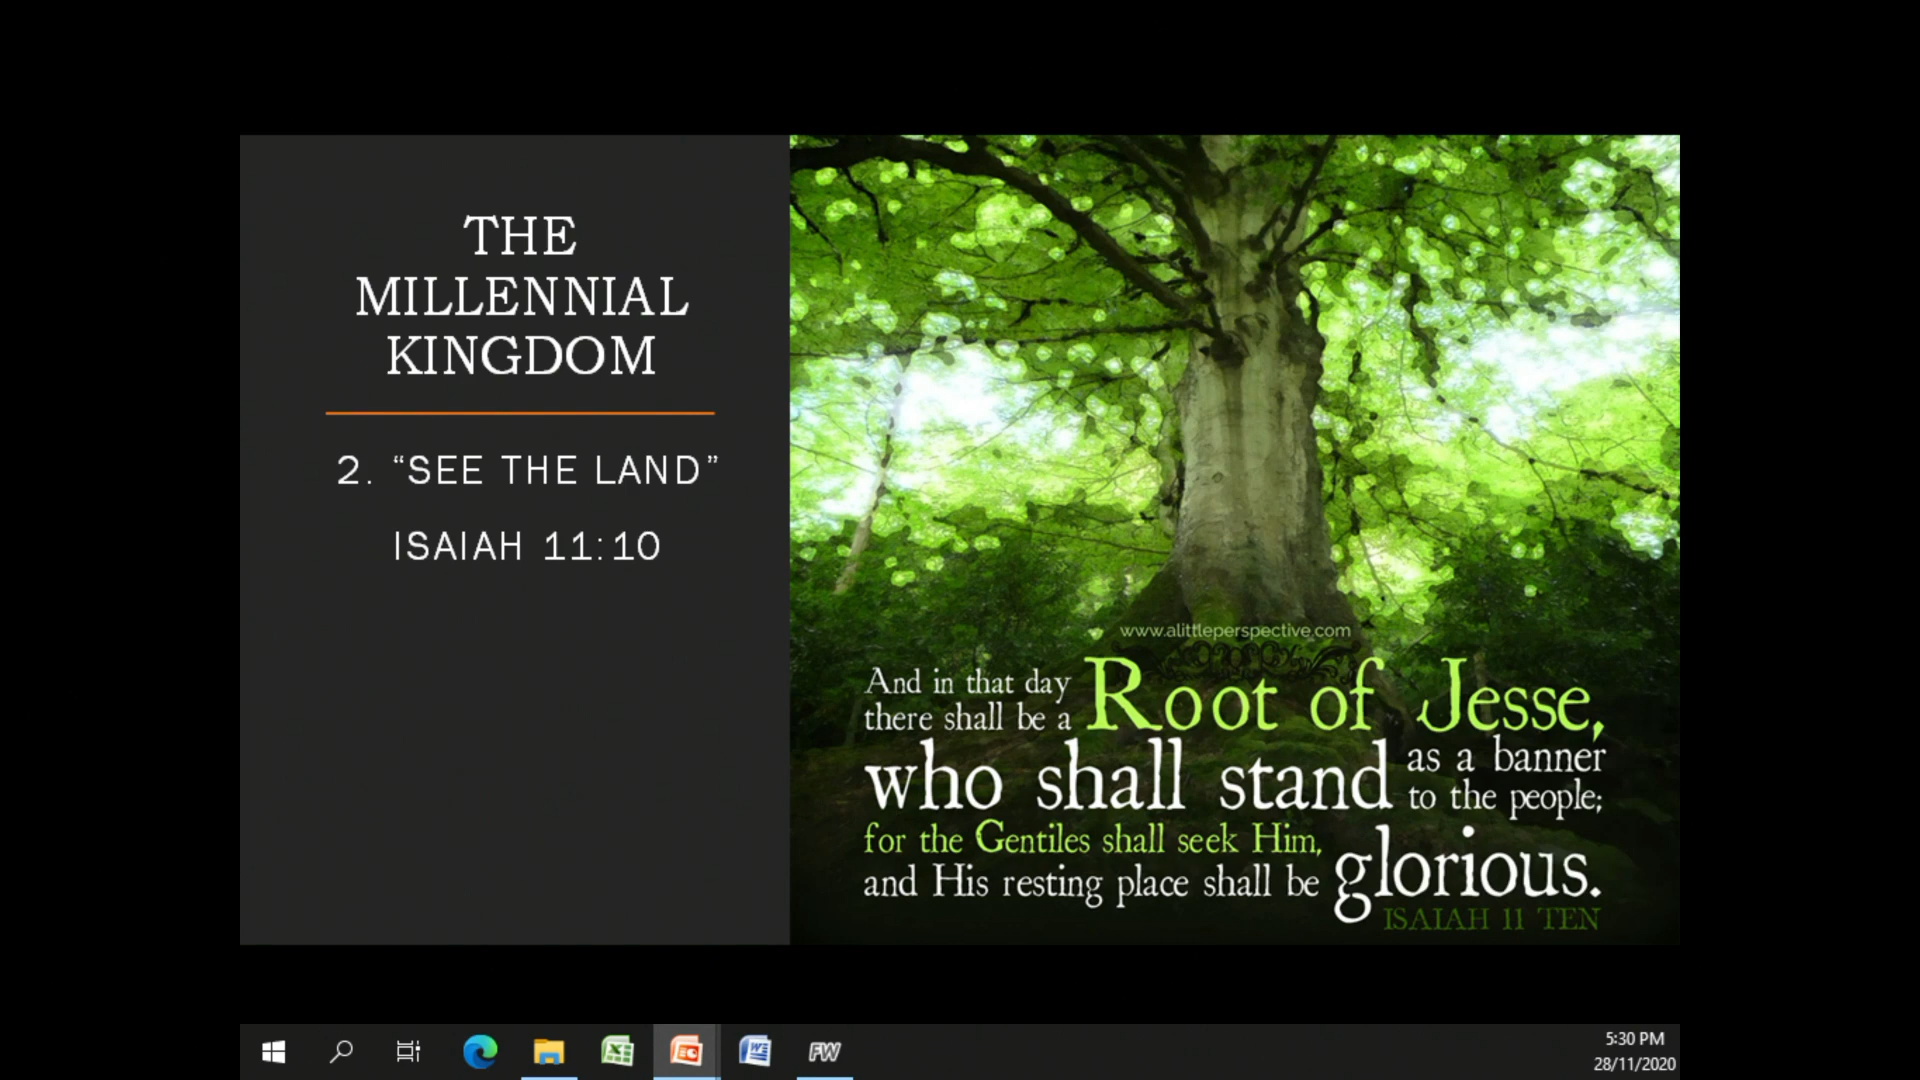 THE
MILLENNIAL
KINGDOM
2. “SEE THE LAND”
ISAIAH 11:10
www.alittleperspective.com
And in that day
there shall be a
Root of Jesse,
who shall stand
as a banner
to the people;
for the Gentiles shall seek Him,
and His resting place shall be
glorious.
ISAIAH 11 TEN
FW
5:30 PM
28/11/2020